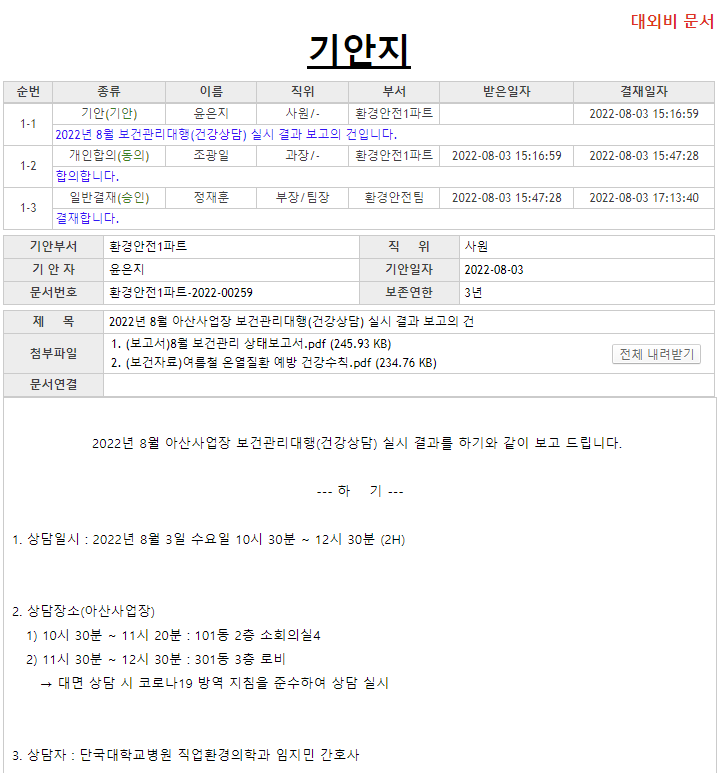 대외비 문서
기안지
순번 종류 이름 직위 부서 받은일자 결재일자
1-1 기안(기안) 윤은지 사원/- 환경안전1파트 2022-08-03 15:16:59
2022년 8월 보건관리대행(건강상담) 실시 결과 보고의 건입니다.
1-2 개인합의(동의) 조광일 과장/- 환경안전1파트 2022-08-03 15:16:59 2022-08-03 15:47:28
합의합니다.
1-3 일반결재(승인) 정재훈 부장/팀장 환경안전팀 2022-08-03 15:47:28 2022-08-03 17:13:40
결재합니다.
기안부서 환경안전1파트 직 위 사원
기 안 자 윤은지 기안일자 2022-08-03
문서번호 환경안전1파트-2022-00259 보존연한 3년
제 목 2022년 8월 아산사업장 보건관리대행(건강상담) 실시 결과 보고의 건
첨부파일 1. (보고서)8월 보건관리 상태보고서.pdf (245.93 KB)
2. (보건자료)여름철 온열질환 예방 건강수칙.pdf (234.76 KB)
전체 내려받기
문서연결
2022년 8월 아산사업장 보건관리대행(건강상담) 실시 결과를 하기와 같이 보고 드립니다.
--- 하 기 ---
1. 상담일시 : 2022년 8월 3일 수요일 10시 30분 ~ 12시 30분 (2H)
2. 상담장소(아산사업장)
1) 10시 30분 ~ 11시 20분 : 101동 2층 소회의실4
2) 11시 30분 ~ 12시 30분 : 301동 3층 로비
→ 대면 상담 시 코로나19 방역 지침을 준수하여 상담 실시
3. 상담자 : 단국대학교병원 직업환경의학과 임지민 간호사